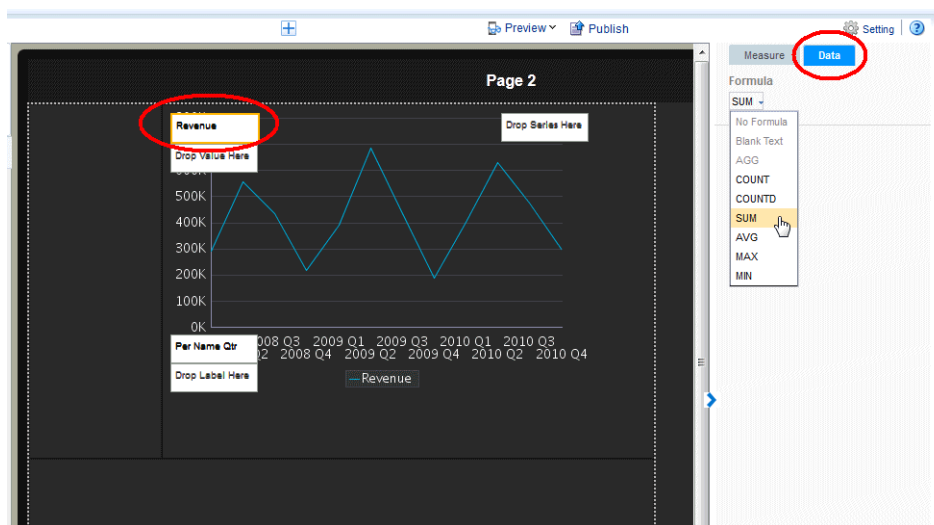 Preview Publish Setting ?
Measure Data
Page 2
Formula
SUM
No Formula
Blank Text
AGG
COUNT
COUNTD
SUM
AVG
MAX
MIN
Revenue
Drop Series Here
Drop Value Here
500K
400K
300K
200K
100K
0K
Per Name Qtr
Drop Label Here
008 Q3 2009 Q1 2009 Q3 2010 Q1 2010 Q3
2008 Q4 2009 Q2 2009 Q4 2010 Q2 2010 Q4
Revenue